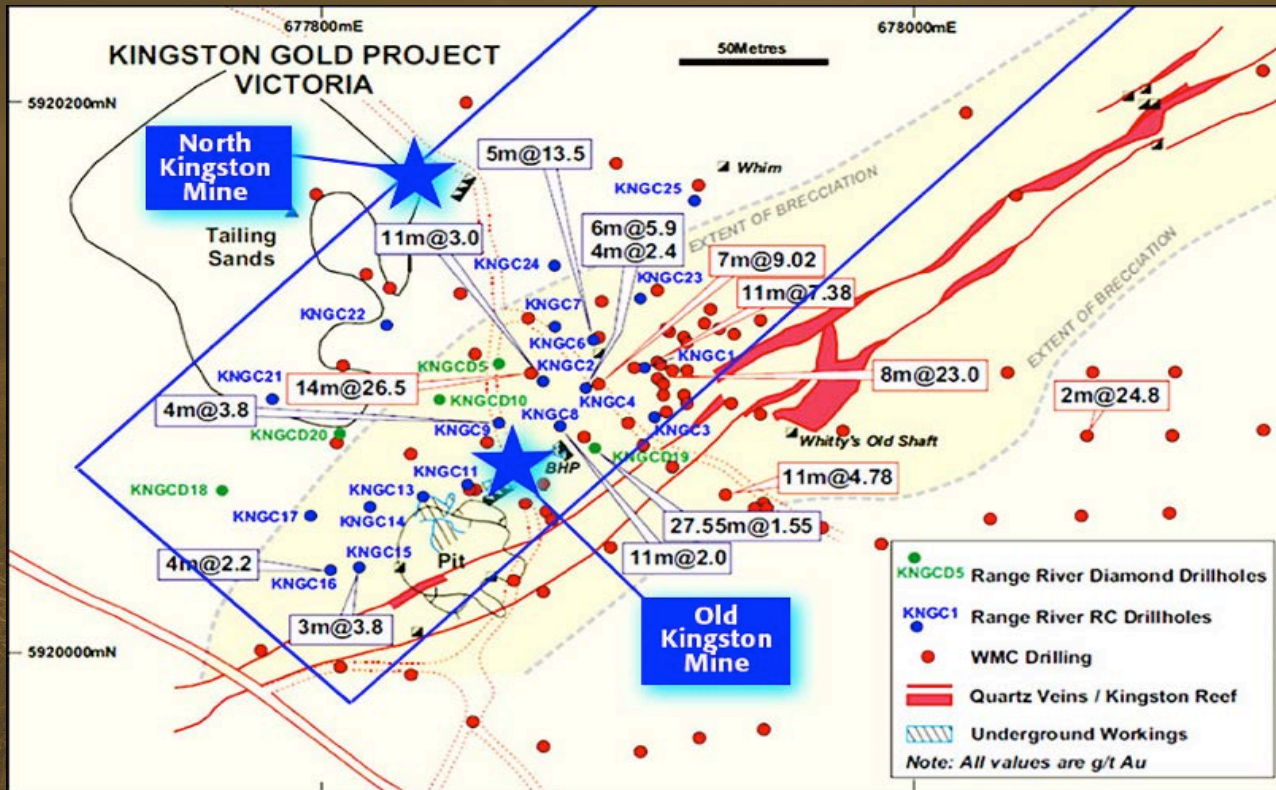 677800mE
678000mE
KINGSTON GOLD PROJECT
VICTORIA
50Metres
5920200mN
North
Kingston
Mine
5m@13.5
Whim
KNGC25
EXTENT OF BRECCIATION
Tailing
Sands
11m@3.0
6m@5.9
4m@2.4
KNGC24
KNGC23
7m@9.02
11m@7.38
EXTENT OF BRECCIATION
KNGC7
KNGC22
KNGC6
KNGC1
KNGCD5
KNGC2
KNGC21
14m@26.5
KNGCD10
KNGC4
8m@23.0
2m@24.8
4m@3.8
KNGC8
KNGC9
KNGC3
KNGCD20
KNGCD19
Whitty's Old Shaft
BHP
KNGCD18
KNGC11
KNGC13
11m@4.78
KNGC17
KNGC14
27.55m@1.55
11m@2.0
4m@2.2
KNGC15
KNGC16
Pit
3m@3.8
Old
Kingston
Mine
5920000mN
KNGCD5 Range River Diamond Drillholes
KNGC1 Range River RC Drillholes
WMC Drilling
Quartz Veins / Kingston Reef
Underground Workings
Note: All values are g/t Au